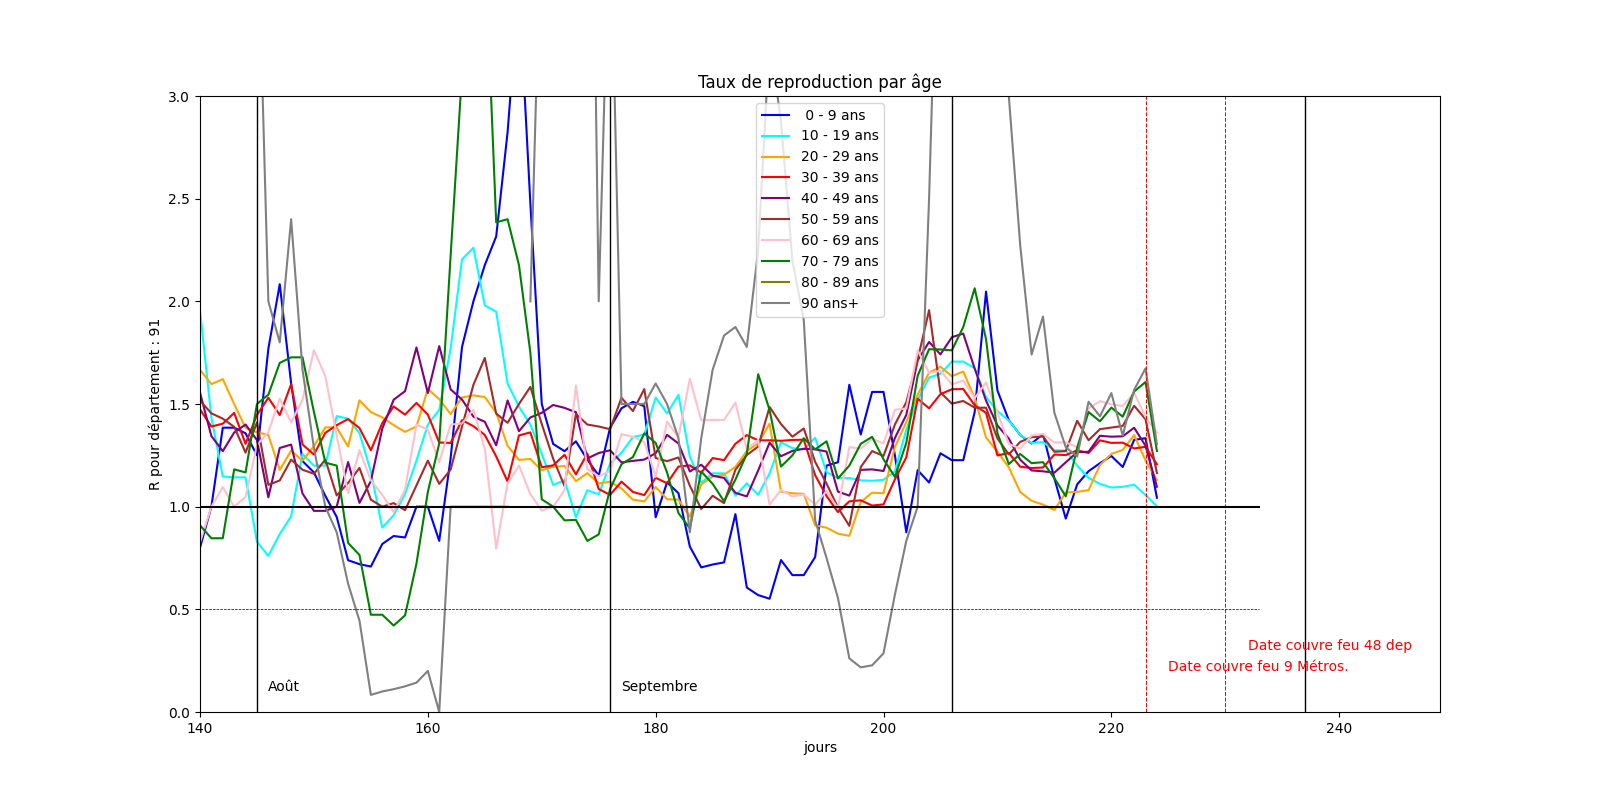 Taux de reproduction par âge
3.0
2.5
2.0
1.5
1.0
0.5
0.0
R pour département : 91
0 - 9 ans
10 - 19 ans
20 - 29 ans
30 - 39 ans
40 - 49 ans
50 - 59 ans
60 - 69 ans
70 - 79 ans
80 - 89 ans
90 ans+
Date couvre feu 48 dep
Date couvre feu 9 Métros.
Août
Septembre
140
160
180
200
220
240
jours